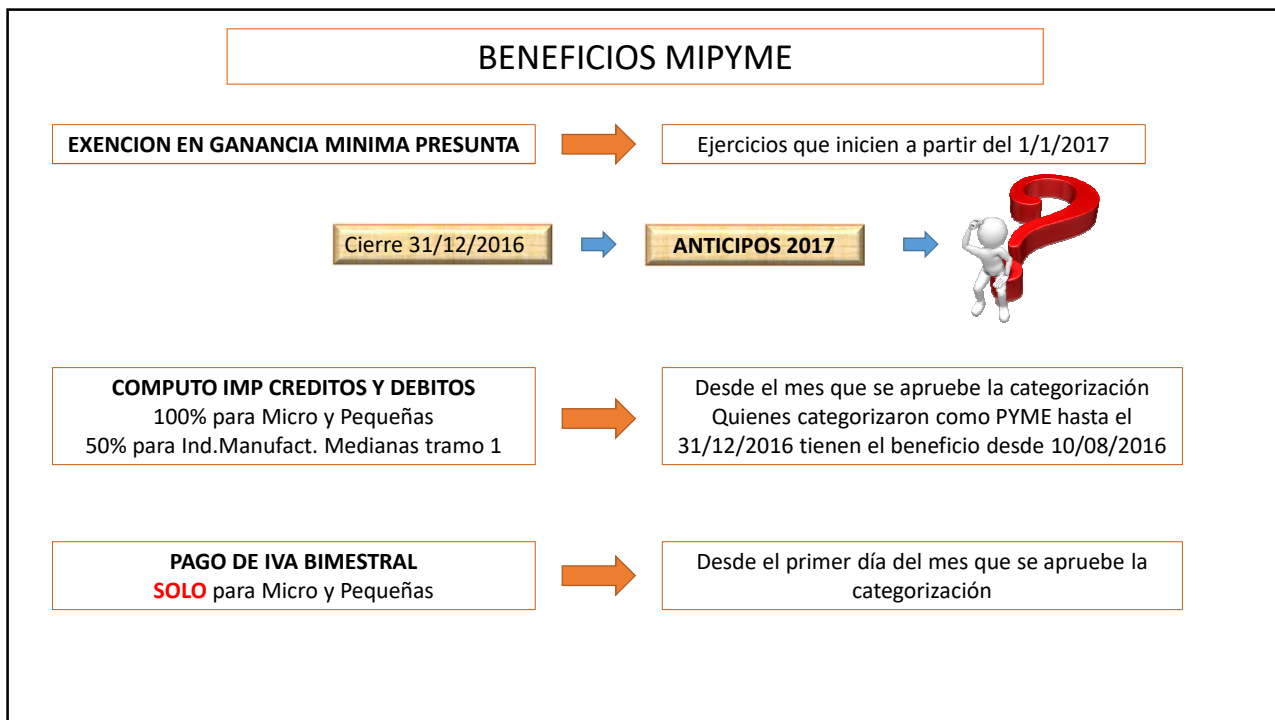 BENEFICIOS MIPYME
EXENCION EN GANANCIA MINIMA PRESUNTA
Ejercicios que inicien a partir del 1/1/2017
Cierre 31/12/2016
ANTICIPOS 2017
COMPUTO IMP CREDITOS Y DEBITOS
100% para Micro y Pequeñas
50% para Ind.Manufact. Medianas tramo 1
Desde el mes que se apruebe la categorización
Quienes categorizaron como PYME hasta el
31/12/2016 tienen el beneficio desde 10/08/2016
PAGO DE IVA BIMESTRAL
SOLO para Micro y Pequeñas
Desde el primer día del mes que se apruebe la
categorización